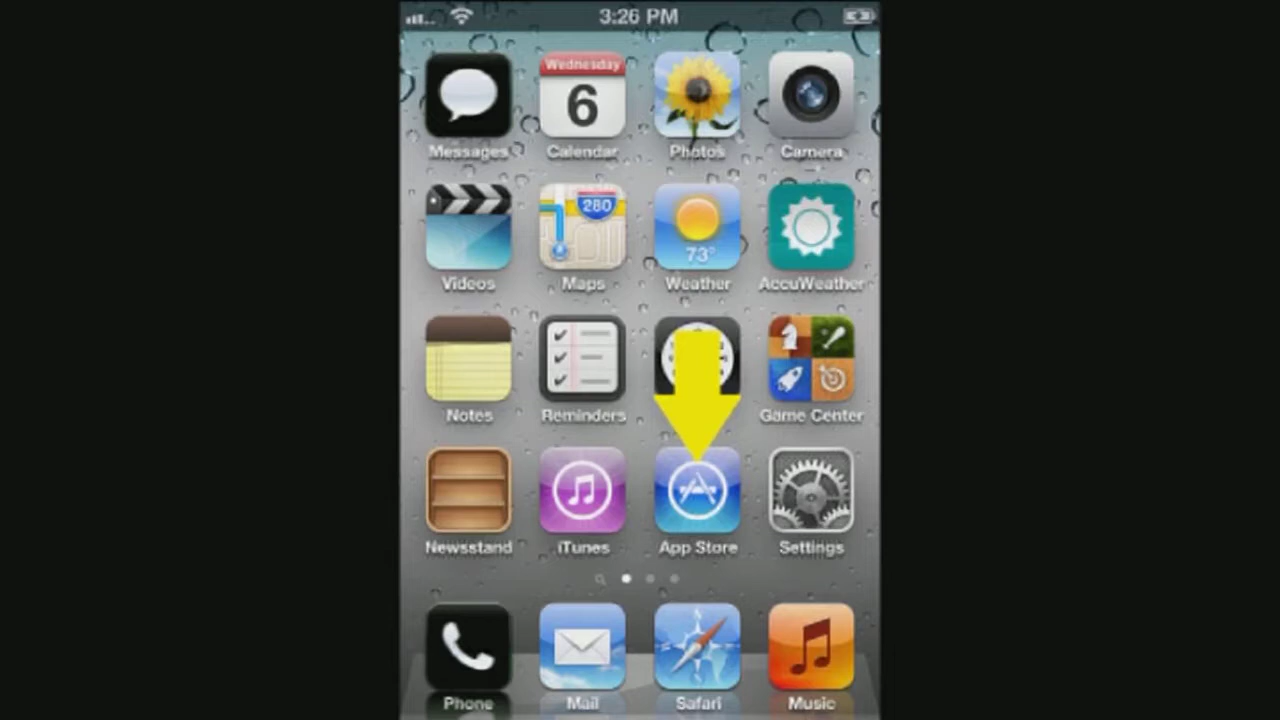 3:26 PM
Wednesday
6
Messages Calendar Photos Camera
280
73°
Videos Maps Weather AccuWeather
Notes Reminders Game Center
Newsstand iTunes App Store Settings
Phone Mail Safari Music